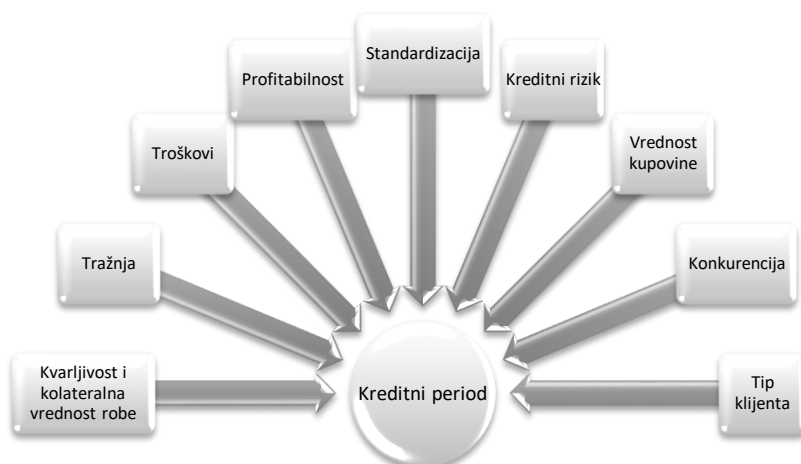 Standardizacija
Profitabilnost
Kreditni rizik
Troškovi
Vrednost
kupovine
Tražnja
Konkurencija
Kvarljivost i
kolateralna
vrednost robe
Kreditni period
Tip
klijenta